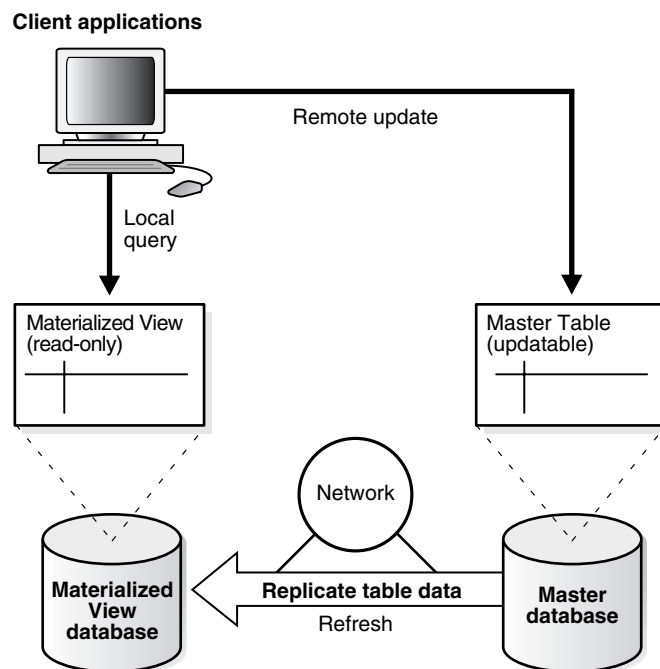 Client applications
Remote update
Local
query
Materialized View
(read-only)
Master Table
(updatable)
Network
Materialized
View
database
Replicate table data
Refresh
Master
database